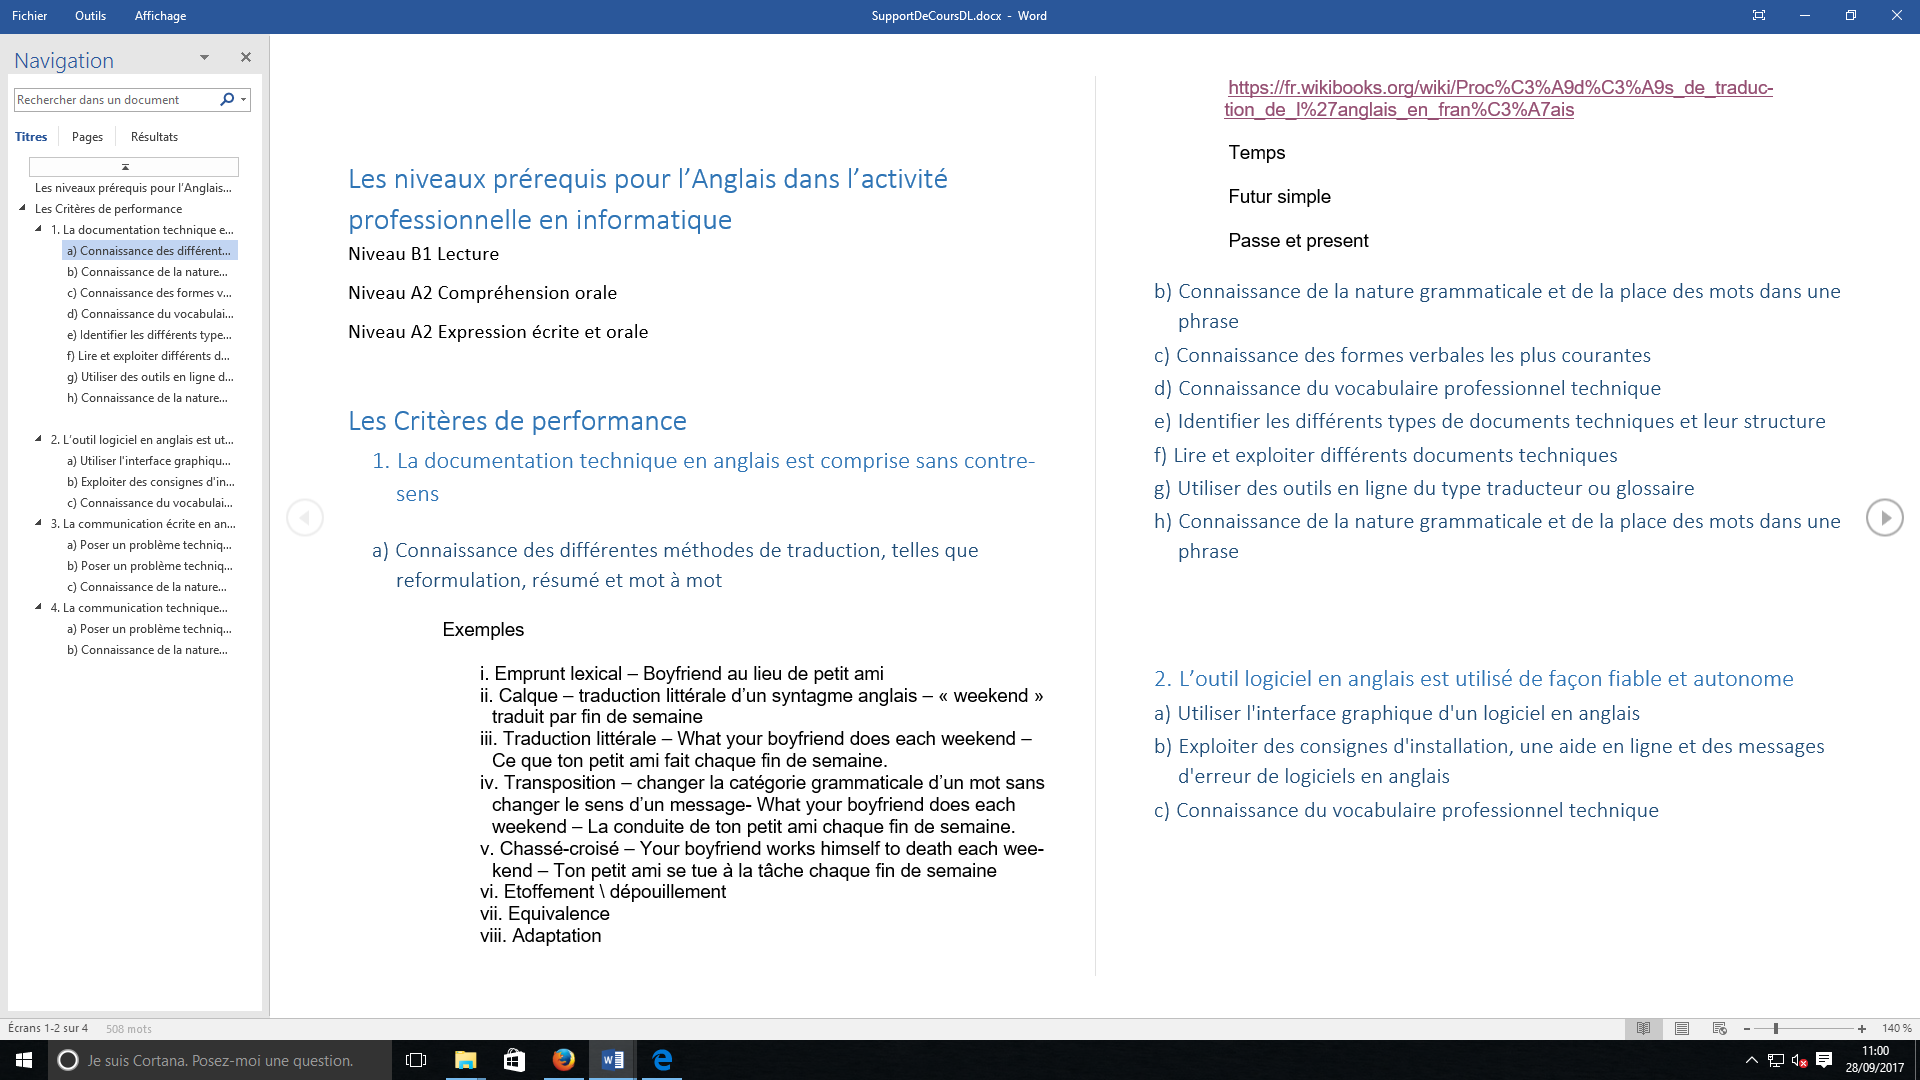 Fichier
Outils
Affichage
SupportDeCoursDL.docx - Word
Navigation
Rechercher dans un document
Titres
Pages
Résultats
Les niveaux prérequis pour l'Anglais...
Les Critères de performance
1. La documentation technique e...
a) Connaissance des différent...
b) Connaissance de la nature...
c) Connaissance des formes v...
d) Connaissance du vocabulai...
e) Identifier les différents type...
f) Lire et exploiter différents d...
g) Utiliser des outils en ligne d...
h) Connaissance de la nature...
2. L'outil logiciel en anglais est ut...
a) Utiliser l'interface graphiqu...
b) Exploiter des consignes d'in...
c) Connaissance du vocabulai...
3. La communication écrite en an...
a) Poser un problème techniq...
b) Poser un problème techniq...
c) Connaissance de la nature...
4. La communication technique...
a) Poser un problème techniq...
b) Connaissance de la nature...
Les niveaux prérequis pour l’Anglais dans l’activité
professionnelle en informatique
Niveau B1 Lecture
Niveau A2 Compréhension orale
Niveau A2 Expression écrite et orale
Les Critères de performance
1. La documentation technique en anglais est comprise sans contre-
sens
a) Connaissance des différentes méthodes de traduction, telles que
reformulation, résumé et mot à mot
Exemples
i. Emprunt lexical – Boyfriend au lieu de petit ami
ii. Calque – traduction littérale d’un syntagme anglais – « weekend »
traduit par fin de semaine
iii. Traduction littérale – What your boyfriend does each weekend –
Ce que ton petit ami fait chaque fin de semaine.
iv. Transposition – changer la catégorie grammaticale d’un mot sans
changer le sens d’un message- What your boyfriend does each
weekend – La conduite de ton petit ami chaque fin de semaine.
v. Chassé-croisé – Your boyfriend works himself to death each wee-
kend – Ton petit ami se tue à la tâche chaque fin de semaine
vi. Etoffement \ dépouillement
vii. Equivalence
viii. Adaptation
https://fr.wikibooks.org/wiki/Proc%C3%A9d%C3%A9s_de_traduc-
tion_de_l%27anglais_en_fran%C3%A7ais
Temps
Futur simple
Passe et present
b) Connaissance de la nature grammaticale et de la place des mots dans une
phrase
c) Connaissance des formes verbales les plus courantes
d) Connaissance du vocabulaire professionnel technique
e) Identifier les différents types de documents techniques et leur structure
f) Lire et exploiter différents documents techniques
g) Utiliser des outils en ligne du type traducteur ou glossaire
h) Connaissance de la nature grammaticale et de la place des mots dans une
phrase
2. L’outil logiciel en anglais est utilisé de façon fiable et autonome
a) Utiliser l'interface graphique d'un logiciel en anglais
b) Exploiter des consignes d'installation, une aide en ligne et des messages
d'erreur de logiciels en anglais
c) Connaissance du vocabulaire professionnel technique
Écrans 1-2 sur 4
508 mots
140 %
Je suis Cortana. Posez-moi une question.
11:00
28/09/2017